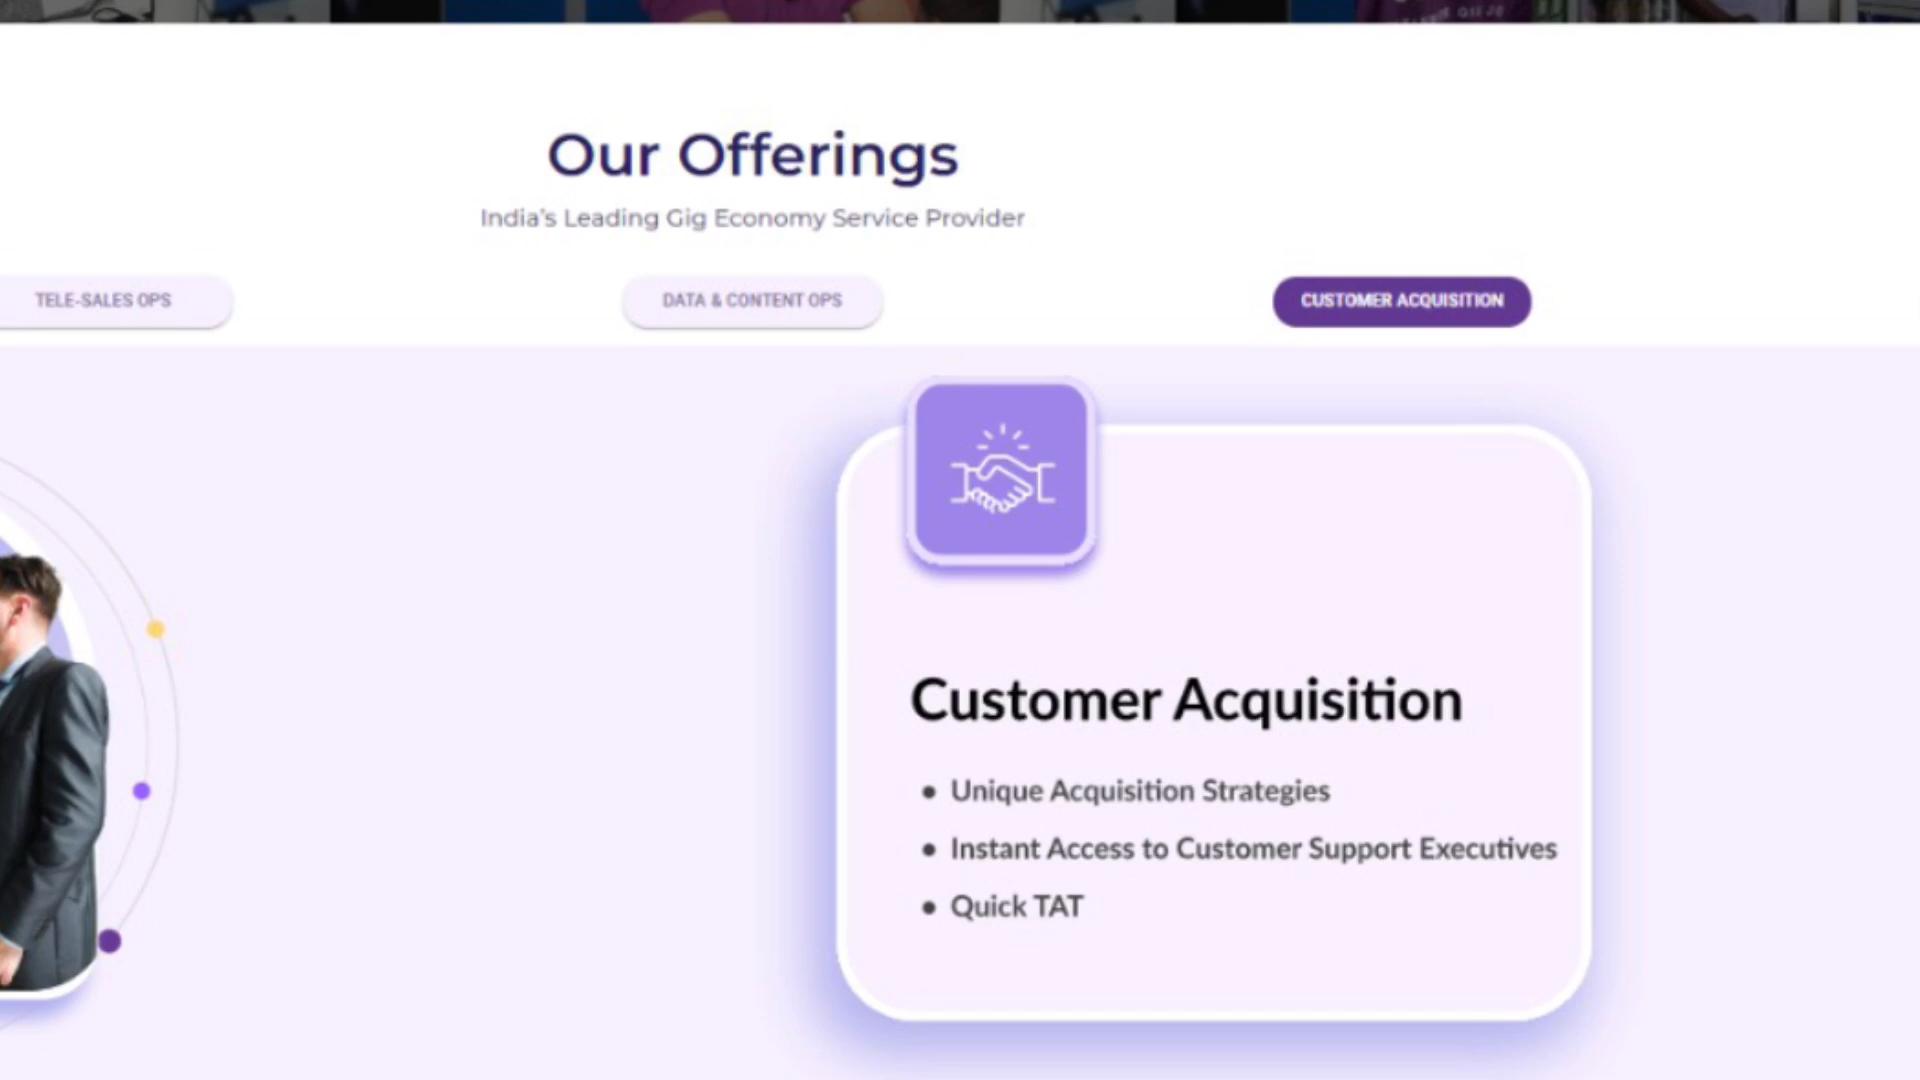 Our Offerings
India's Leading Gig Economy Service Provider
TELE-SALES OPS
DATA & CONTENT OPS
CUSTOMER ACQUISITION
Customer Acquisition
• Unique Acquisition Strategies
• Instant Access to Customer Support Executives
• Quick TAT